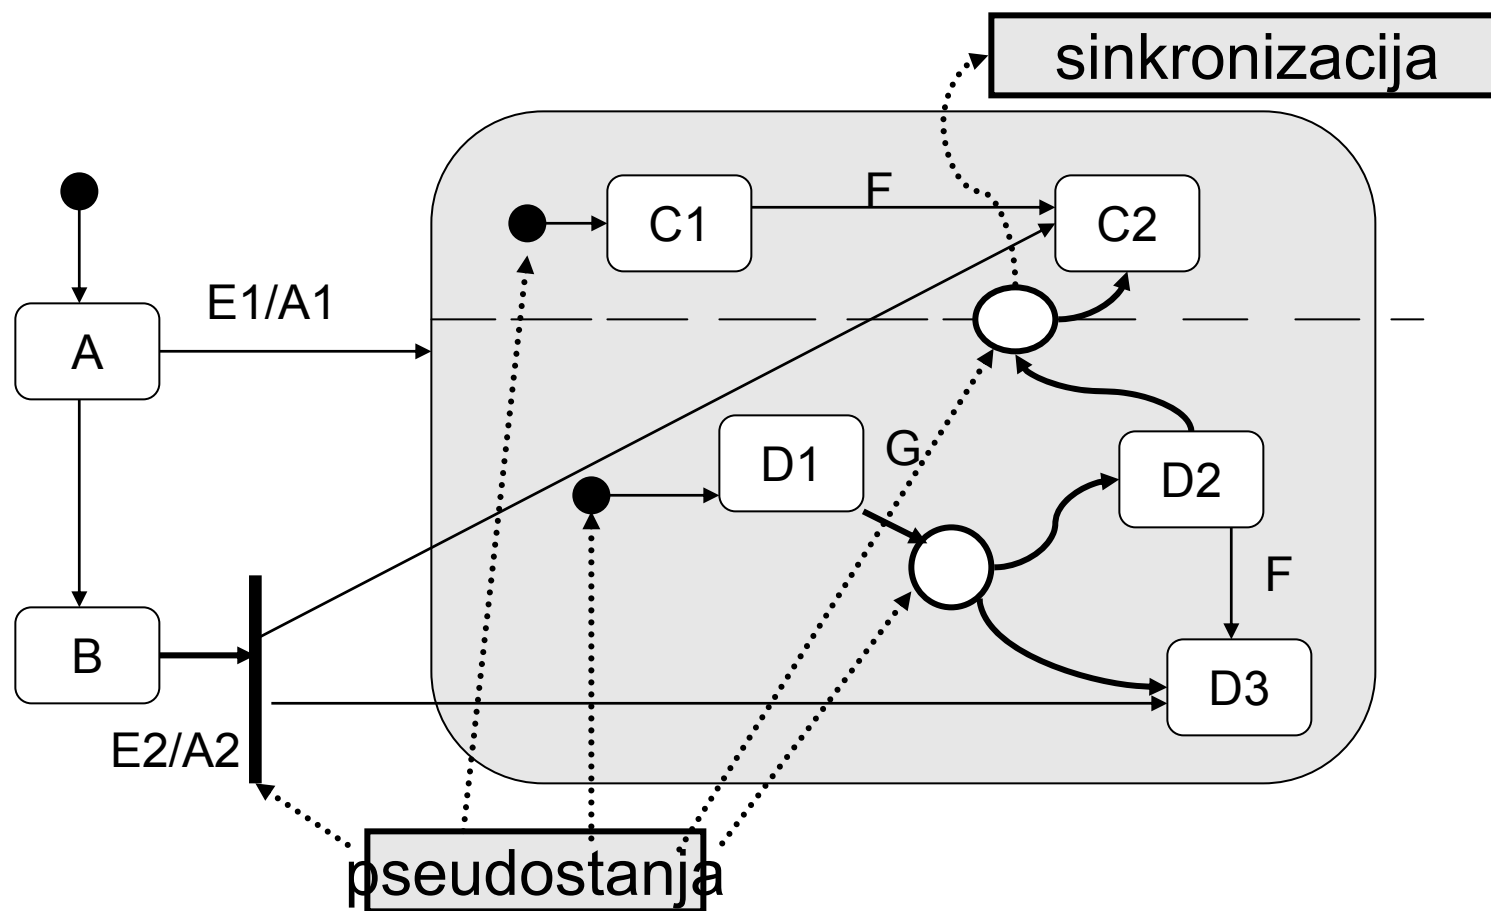 sinkronizacija
F
C1
C2
E1/A1
A
G
D1
D2
F
B
D3
E2/A2
pseudostanja